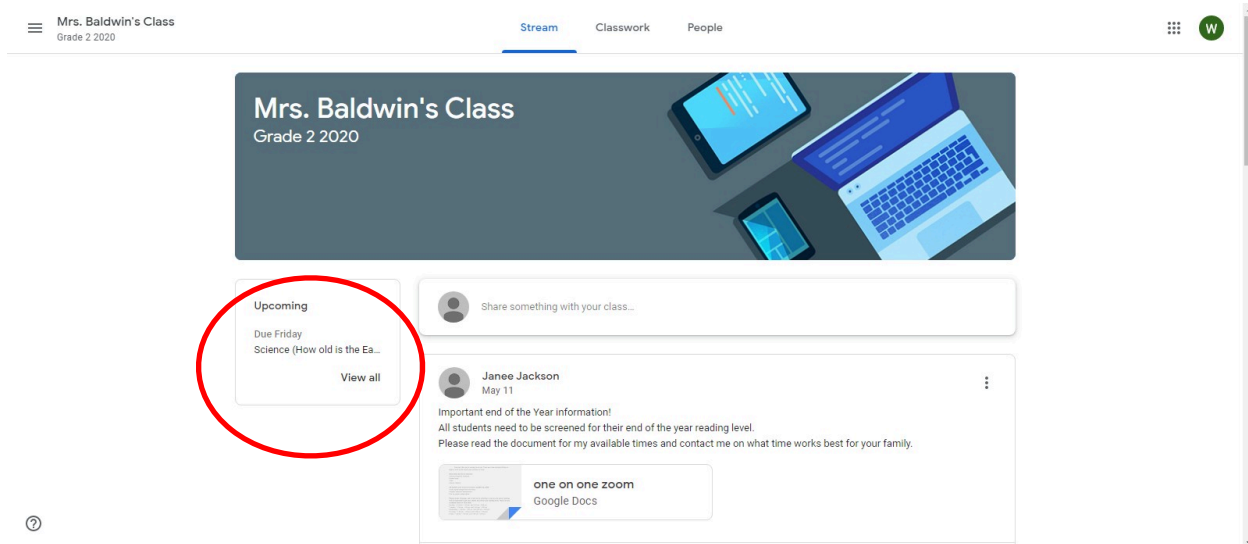 Mrs. Baldwin's Class
Grade 2 2020
Stream
Classwork
People
W
Mrs. Baldwin's Class
Grade 2 2020
Upcoming
Due Friday
Science (How old is the Ea...
View all
Share something with your class...
Janee Jackson
May 11
Important end of the Year information!
All students need to be screened for their end of the year reading level.
Please read the document for my available times and contact me on what time works best for your family.
one on one zoom
Google Docs